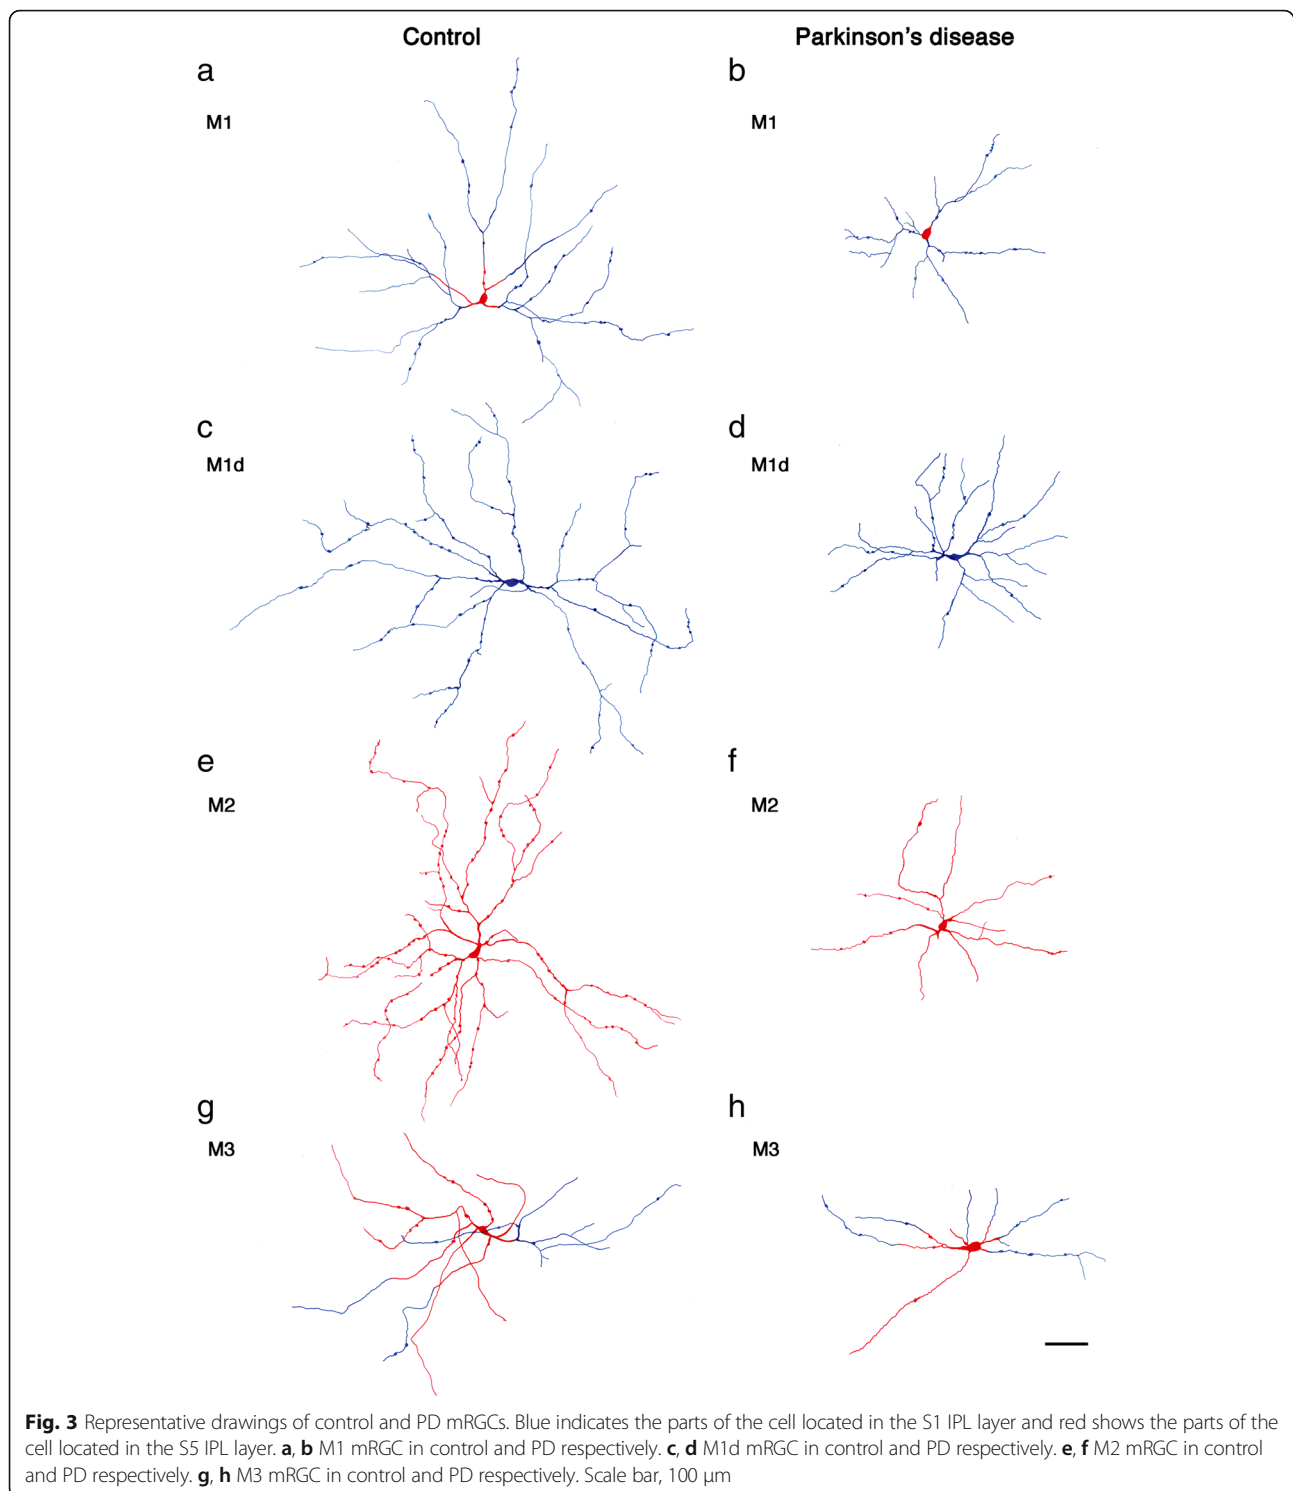 Control
Parkinson's disease
a
b
M1
M1
c
d
M1d
M1d
e
f
M2
M2
g
h
M3
M3
Fig. 3 Representative drawings of control and PD mRGCs. Blue indicates the parts of the cell located in the S1 IPL layer and red shows the parts of the
cell located in the S5 IPL layer. a, b M1 mRGC in control and PD respectively. c, d M1d mRGC in control and PD respectively. e, f M2 mRGC in control
and PD respectively. g, h M3 mRGC in control and PD respectively. Scale bar, 100 μm